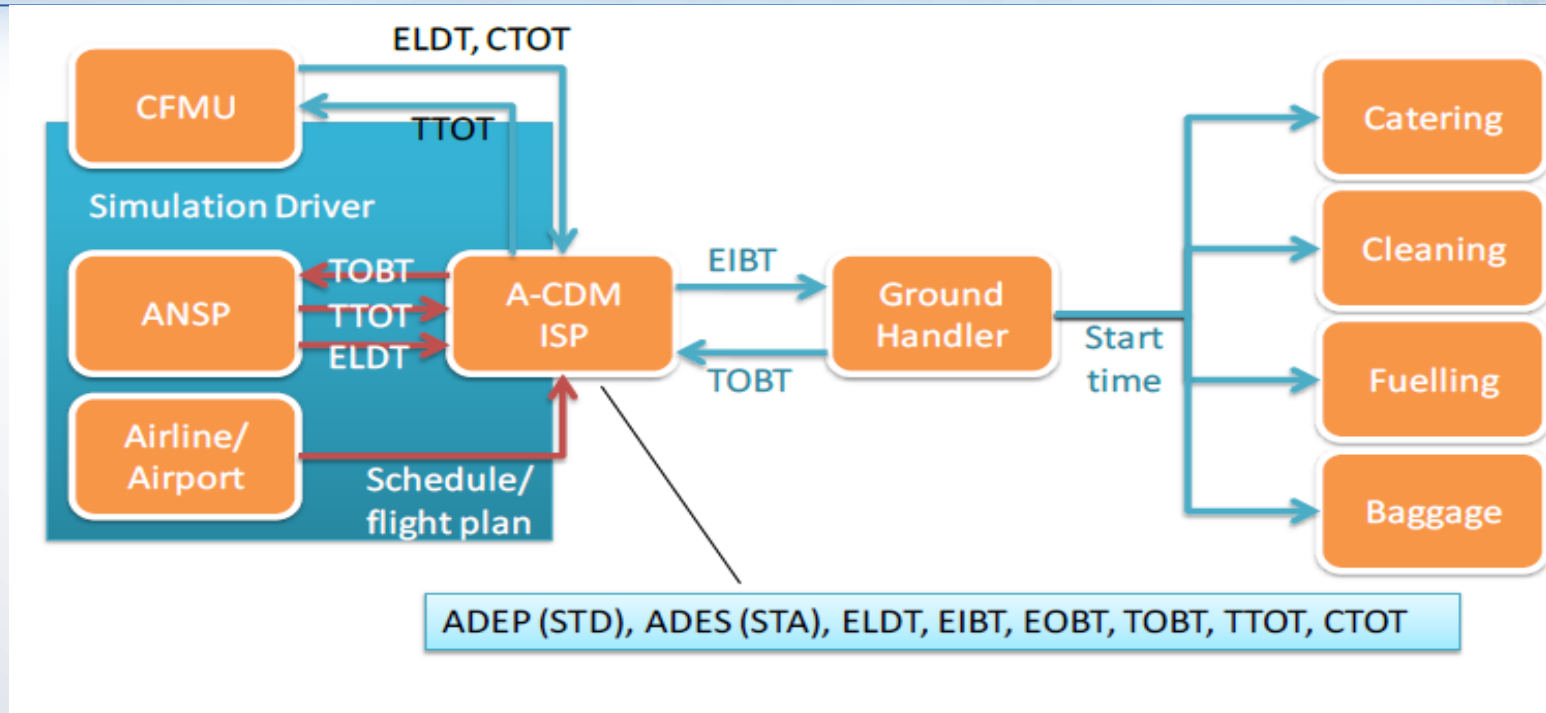 ELDT, CTOT
CFMU
TTOT
Simulation Driver
ANSP
TOBT
TTOT
ELDT
A-CDM
ISP
Airline/
Airport
Schedule/
flight plan
EIBT
TOBT
Ground
Handler
Start
time
Catering
Cleaning
Fuelling
Baggage
ADEP (STD), ADES (STA), ELDT, EIBT, EOBT, TOBT, TTOT, CTOT